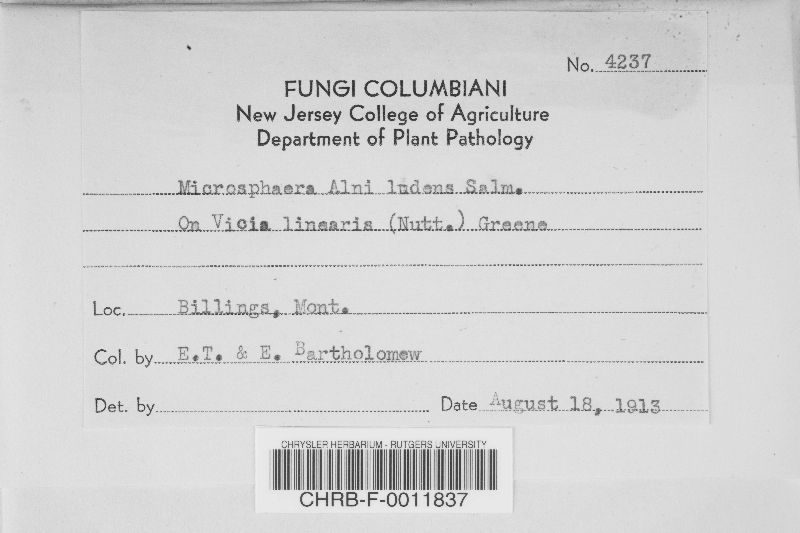 No. 4237
FUNGI COLUMBIANI
New Jersey College of Agriculture
Department of Plant Pathology
Microsphaera Alni ludens Salm.
On Vicia linearis (Nutt.) Greene
Loc. Billings, Mont.
Col. by E.T. & E. Bartholomew
Det. by Date August 18, 1913
CHRYSLER HERBARIUM - RUTGERS UNIVERSITY
CHRB-F-0011837